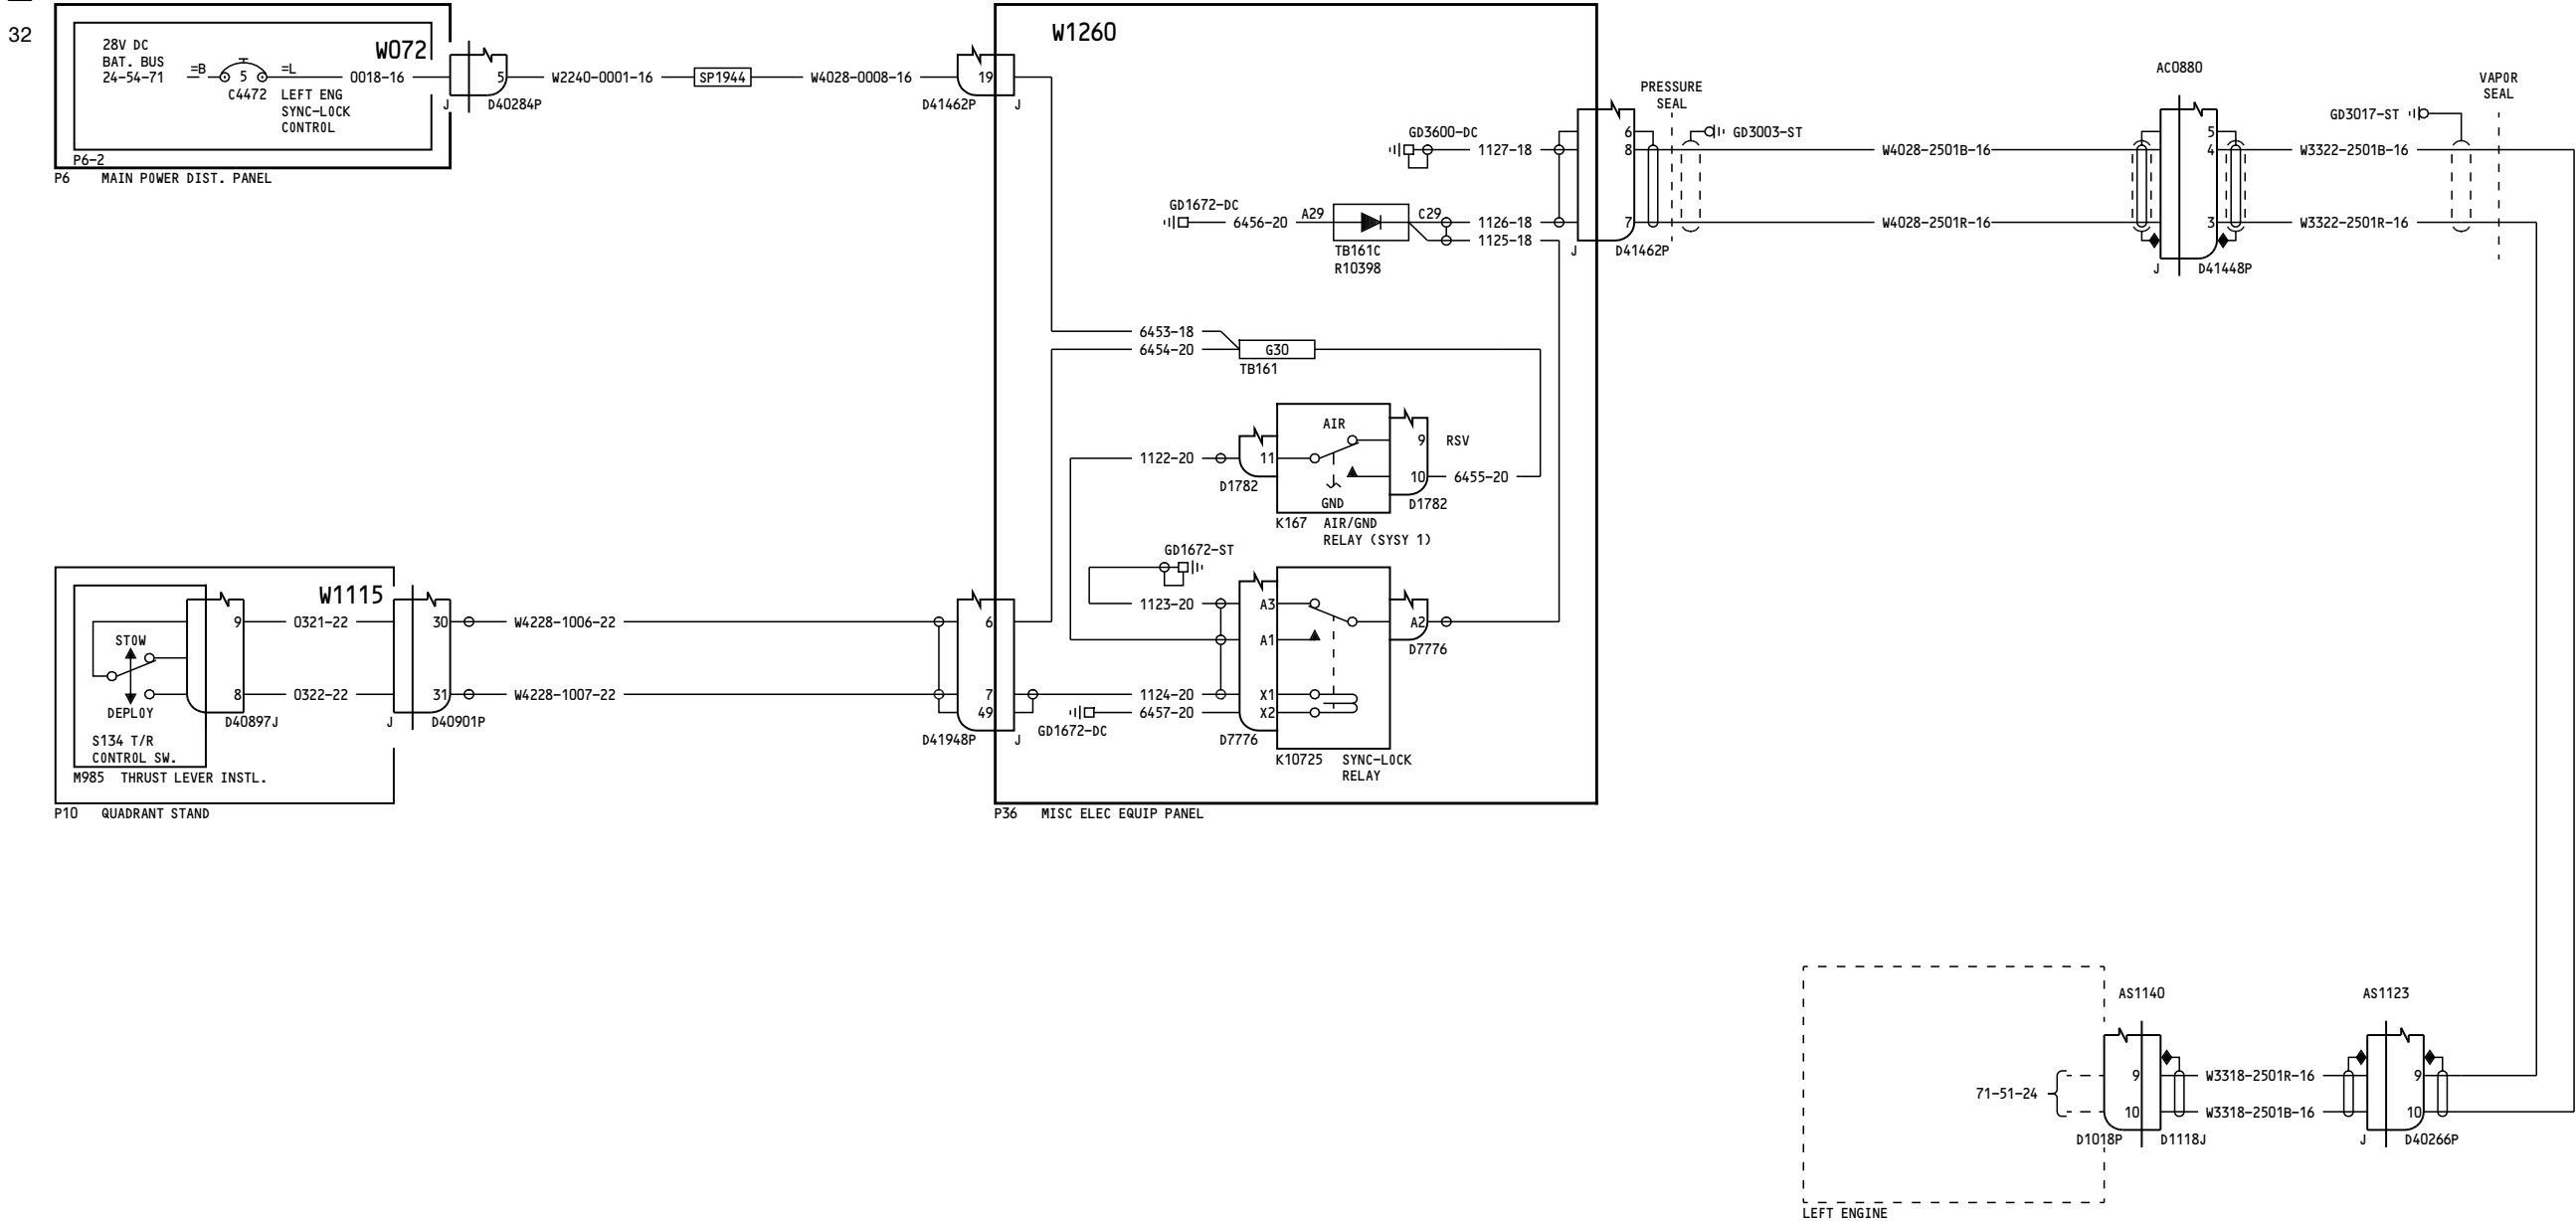 32
28V DC
BAT. BUS
24-54-71
=B
5
=L
C4472
LEFT ENG
SYNC-LOCK
CONTROL
0018-16
W072
P6-2
P6 MAIN POWER DIST. PANEL
5
J
D40284P
W2240-0001-16
SP1944
W4028-0008-16
19
D41462P
J
W1260
GD3600-DC
1127-18
GD1672-DC
6456-20
A29
C29
1126-18
1125-18
TB161C
R10398
6
8
7
J
D41462P
PRESSURE
SEAL
GD3003-ST
W4028-2501B-16
W4028-2501R-16
AC0880
5
4
3
J
D41448P
W3322-2501B-16
W3322-2501R-16
GD3017-ST
VAPOR
SEAL
6453-18
6454-20
G30
TB161
AIR
9
RSV
1122-20
11
10
6455-20
D1782
GND
D1782
K167 AIR/GND
RELAY (SYSY 1)
GD1672-ST
1123-20
A3
A1
A2
D7776
1124-20
X1
6457-20
X2
GD1672-DC
D7776
K10725 SYNC-LOCK
RELAY
P36 MISC ELEC EQUIP PANEL
W1115
STOW
DEPLOY
9
0321-22
30
W4228-1006-22
6
8
0322-22
31
W4228-1007-22
7
49
D40897J
J
D40901P
D41948P
J
S134 T/R
CONTROL SW.
M985 THRUST LEVER INSTL.
P10 QUADRANT STAND
AS1140
AS1123
71-51-24
9
W3318-2501R-16
9
10
W3318-2501B-16
10
D1018P
D1118J
J
D40266P
LEFT ENGINE